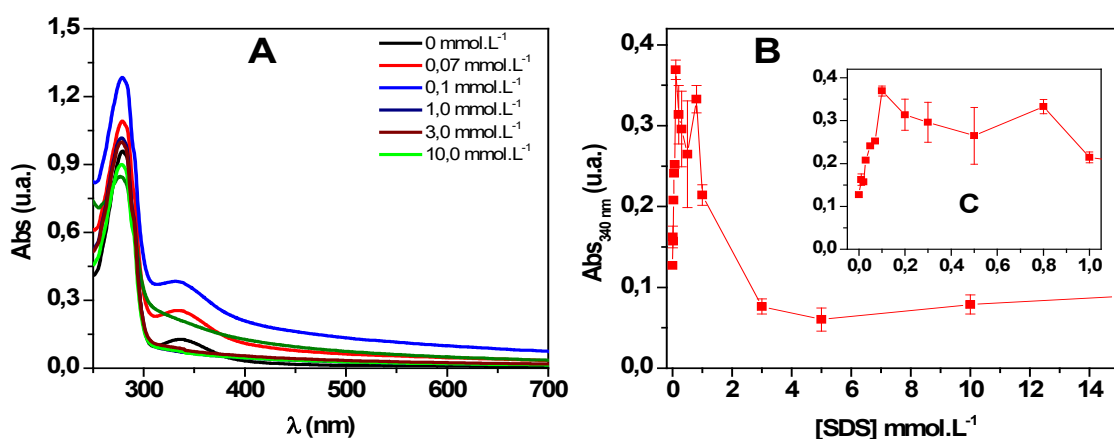 A
1,5
1,2
0,9
0,6
0,3
0,0
Abs (u.a.)
0 mmol.L⁻¹
0,07 mmol.L⁻¹
0,1 mmol.L⁻¹
1,0 mmol.L⁻¹
3,0 mmol.L⁻¹
10,0 mmol.L⁻¹
300 400 500 600 700
λ (nm)
B
0,4
0,3
0,2
0,1
0,0
Abs₃₄₀ ₙₘ (u.a.)
0 2 4 6 8 10 12 14
[SDS] mmol.L⁻¹
C
0,4
0,3
0,2
0,1
0,0
0,0 0,2 0,4 0,6 0,8 1,0